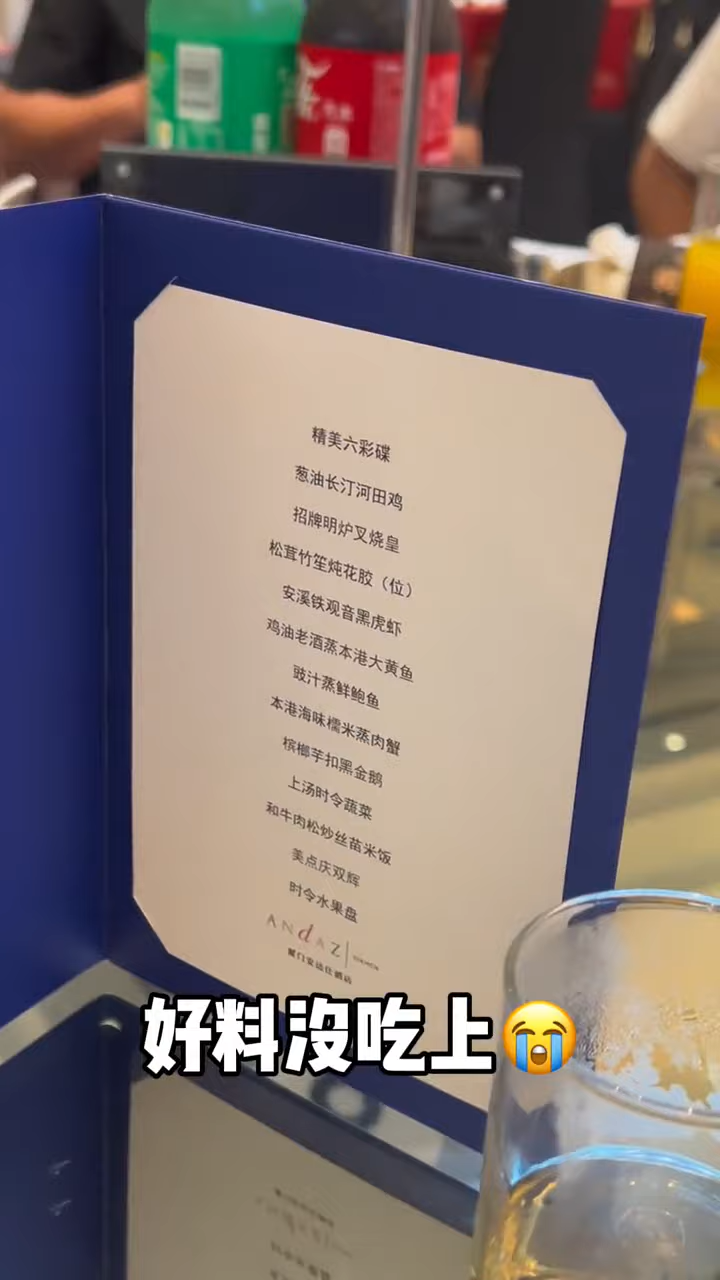 精美六彩碟
葱油长汀河田鸡
招牌明炉叉烧皇
松茸竹笙炖花胶（位）
安溪铁观音黑虎虾
鸡油老酒蒸本港大黄鱼
豉汁蒸鲜鲍鱼
本港海味糯米蒸肉蟹
槟榔芋扣黑金鹅
上汤时令蔬菜
和牛肉松炒丝苗米饭
美点庆双辉
时令水果盘
ANdAZ
厦门安达仕酒店
好料沒吃上😭